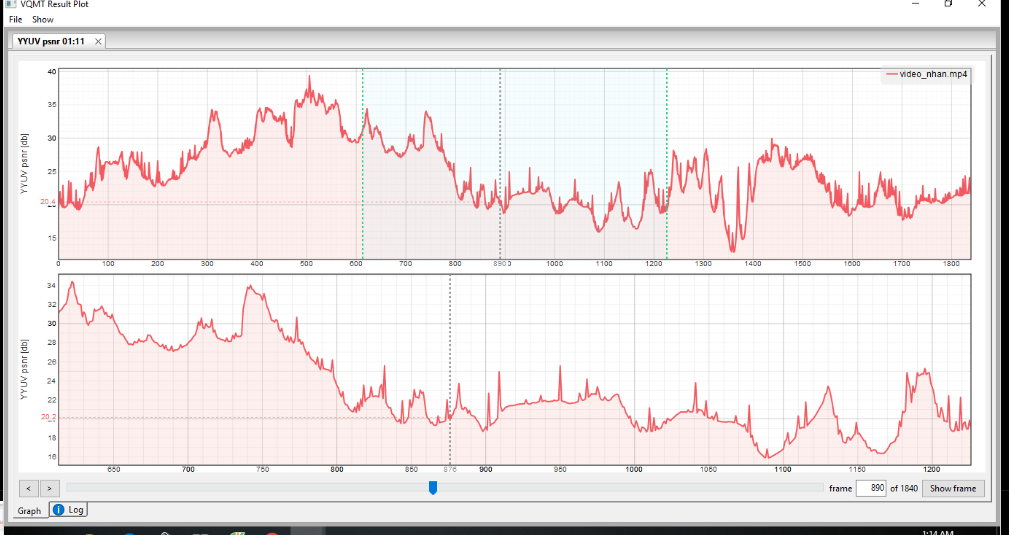 VQMT Result Plot
File Show
YYUV psnr 01:11
video_nhan.mp4
YYUV psnr [db]
40
35
30
25
20.4
15
0 100 200 300 400 500 600 700 800 890 1000 1100 1200 1300 1400 1500 1600 1700 1800
YYUV psnr [db]
34
32
30
28
26
24
22
20.2
18
16
650 700 750 800 850 876 900 950 1000 1050 1100 1150 1200
< > frame 890 of 1840 Show frame
Graph Log
1:14 AM